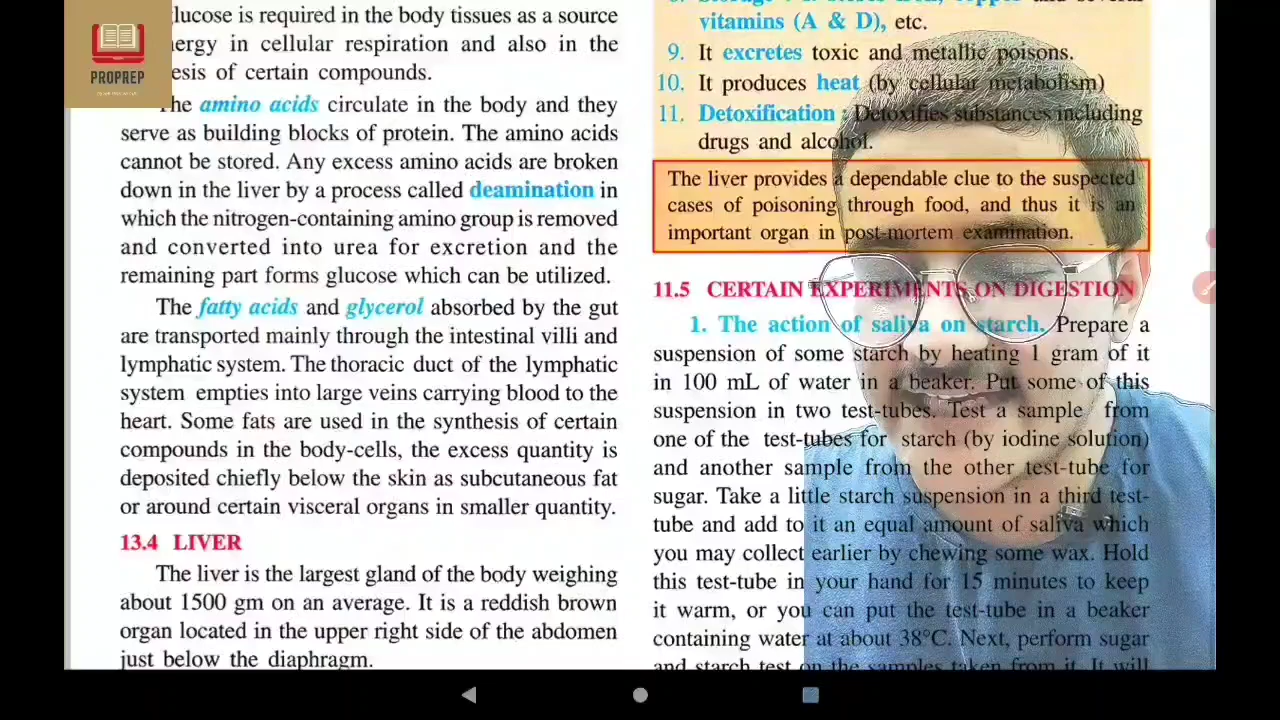 PROPREP
Glucose is required in the body tissues as a source
energy in cellular respiration and also in the
esis of certain compounds.
The amino acids circulate in the body and they
serve as building blocks of protein. The amino acids
cannot be stored. Any excess amino acids are broken
down in the liver by a process called deamination in
which the nitrogen-containing amino group is removed
and converted into urea for excretion and the
remaining part forms glucose which can be utilized.
The fatty acids and glycerol absorbed by the gut
are transported mainly through the intestinal villi and
lymphatic system. The thoracic duct of the lymphatic
system empties into large veins carrying blood to the
heart. Some fats are used in the synthesis of certain
compounds in the body-cells, the excess quantity is
deposited chiefly below the skin as subcutaneous fat
or around certain visceral organs in smaller quantity.
13.4 LIVER
The liver is the largest gland of the body weighing
about 1500 gm on an average. It is a reddish brown
organ located in the upper right side of the abdomen
just below the diaphragm.
vitamins (A & D), etc.
9. It excretes toxic and metallic poisons.
10. It produces heat (by cellular metabolism)
11. Detoxification : Detoxifies substances including
drugs and alcohol.
The liver provides a dependable clue to the suspected
cases of poisoning through food, and thus it is an
important organ in post-mortem examination.
11.5 CERTAIN EXPERIMENTS ON DIGESTION
1. The action of saliva on starch. Prepare a
suspension of some starch by heating 1 gram of it
in 100 mL of water in a beaker. Put some of this
suspension in two test-tubes. Test a sample from
one of the test-tubes for starch (by iodine solution)
and another sample from the other test-tube for
sugar. Take a little starch suspension in a third test-
tube and add to it an equal amount of saliva which
you may collect earlier by chewing some wax. Hold
this test-tube in your hand for 15 minutes to keep
it warm, or you can put the test-tube in a beaker
containing water at about 38°C. Next, perform sugar
and starch test on the samples taken from it. It will